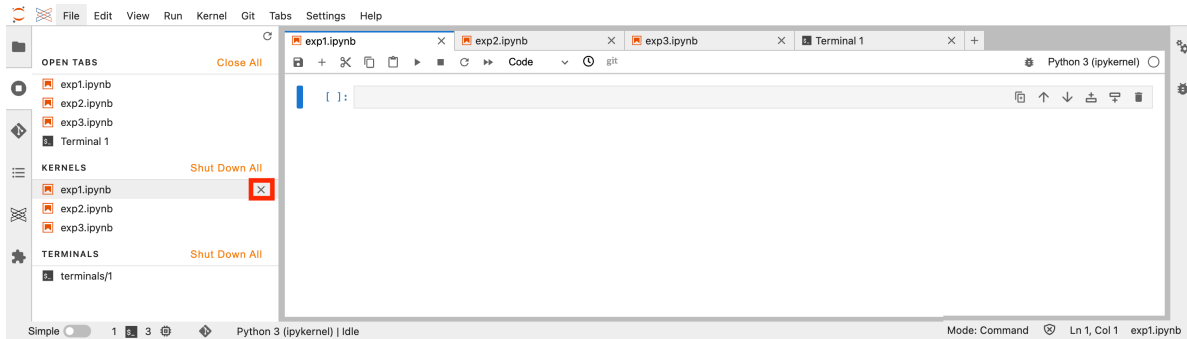 File Edit View Run Kernel Git Tabs Settings Help
OPEN TABS Close All
exp1.ipynb
exp2.ipynb
exp3.ipynb
$_ Terminal 1
KERNELS Shut Down All
exp1.ipynb
exp2.ipynb
exp3.ipynb
TERMINALS Shut Down All
$_ terminals/1
exp1.ipynb exp2.ipynb exp3.ipynb $_ Terminal 1
Code git Python 3 (ipykernel)
[ ]:
Simple 1 $_ 3 Python 3 (ipykernel) | Idle Mode: Command Ln 1, Col 1 exp1.ipynb